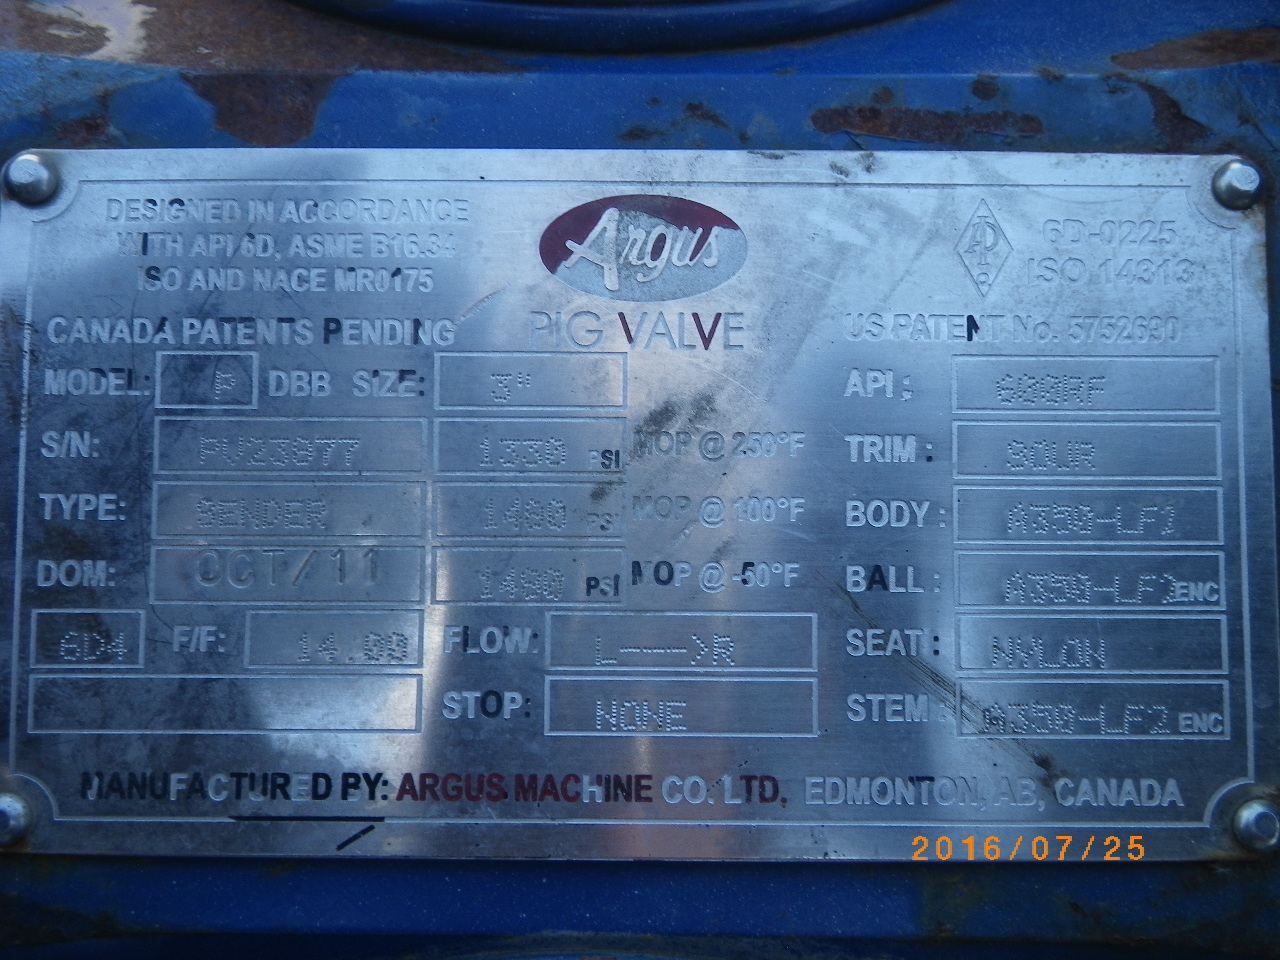 DESIGNED IN ACCORDANCE
WITH API 6D, ASME B16.34
ISO AND NACE MR0175
Argus
PIG VALVE
6D-0225
ISO 14313
CANADA PATENTS PENDING
US PATENT No. 5752690
MODEL: P DBB SIZE: 3"
API: 600RF
S/N: PV23877 1330 PSI MOP @ 250°F
TRIM: SOUR
TYPE: SENDER 1480 PSI MOP @ 100°F
BODY: A350-LF2
DOM: OCT/11 1480 PSI MOP @ -50°F
BALL: A350-LF2 ENC
6D4 F/F: 14.00 FLOW: L--->R
SEAT: NYLON
STOP: NONE
STEM: A350-LF2 ENC
MANUFACTURED BY: ARGUS MACHINE CO. LTD. EDMONTON, AB, CANADA
2016/07/25